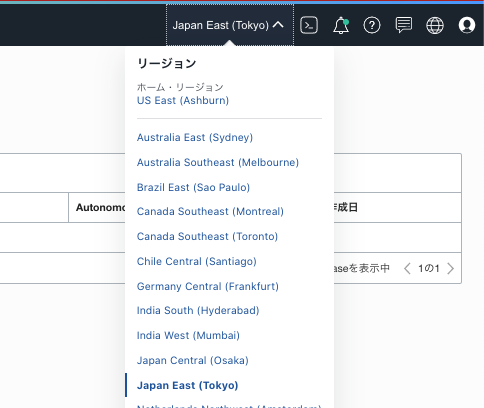 Japan East (Tokyo)
リージョン
ホーム・リージョン
US East (Ashburn)
Australia East (Sydney)
Australia Southeast (Melbourne)
Brazil East (Sao Paulo)
Autonomo
作成日
Canada Southeast (Montreal)
Canada Southeast (Toronto)
Chile Central (Santiago)
aseを表示中
1の1
Germany Central (Frankfurt)
India South (Hyderabad)
India West (Mumbai)
Japan Central (Osaka)
Japan East (Tokyo)
Netherlands Northwest (Amsterdam)